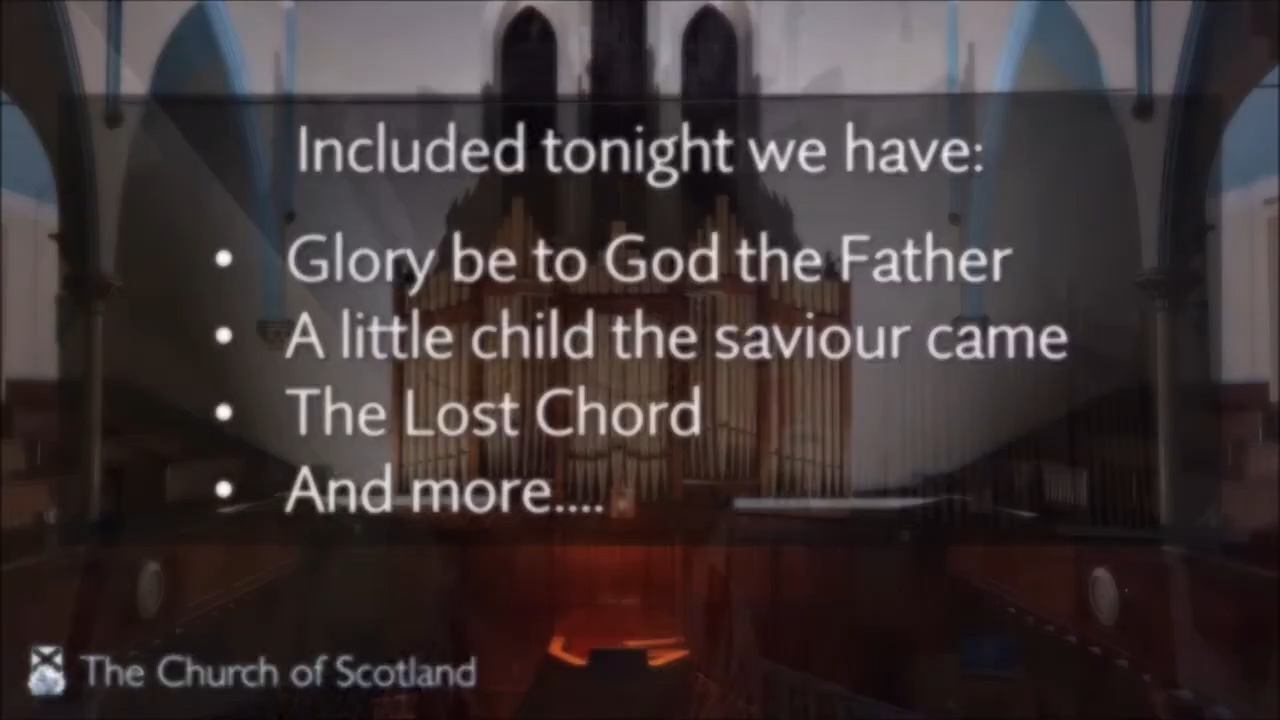 Included tonight we have:
• Glory be to God the Father
• A little child the saviour came
• The Lost Chord
• And more....
The Church of Scotland